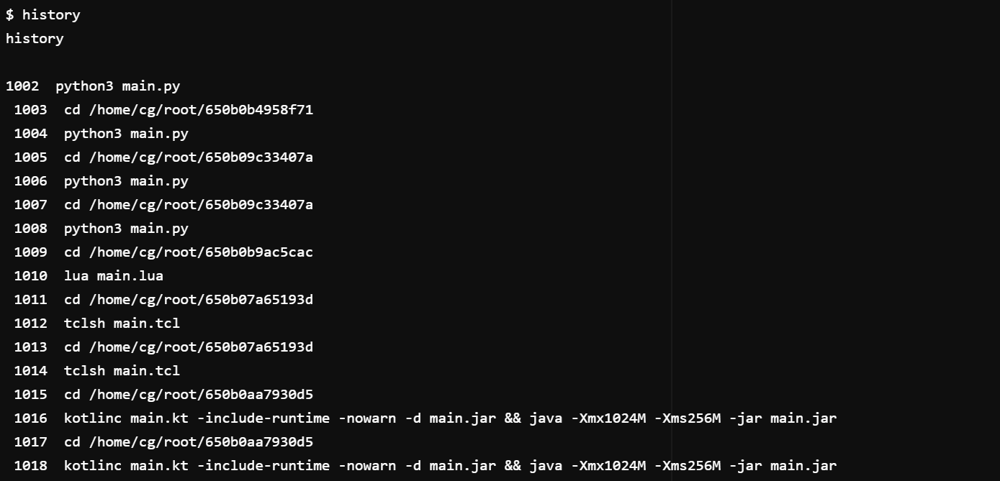 $ history
history
1002  python3 main.py
1003  cd /home/cg/root/650b0b4958f71
1004  python3 main.py
1005  cd /home/cg/root/650b09c33407a
1006  python3 main.py
1007  cd /home/cg/root/650b09c33407a
1008  python3 main.py
1009  cd /home/cg/root/650b0b9ac5cac
1010  lua main.lua
1011  cd /home/cg/root/650b07a65193d
1012  tclsh main.tcl
1013  cd /home/cg/root/650b07a65193d
1014  tclsh main.tcl
1015  cd /home/cg/root/650b0aa7930d5
1016  kotlinc main.kt -include-runtime -nowarn -d main.jar && java -Xmx1024M -Xms256M -jar main.jar
1017  cd /home/cg/root/650b0aa7930d5
1018  kotlinc main.kt -include-runtime -nowarn -d main.jar && java -Xmx1024M -Xms256M -jar main.jar